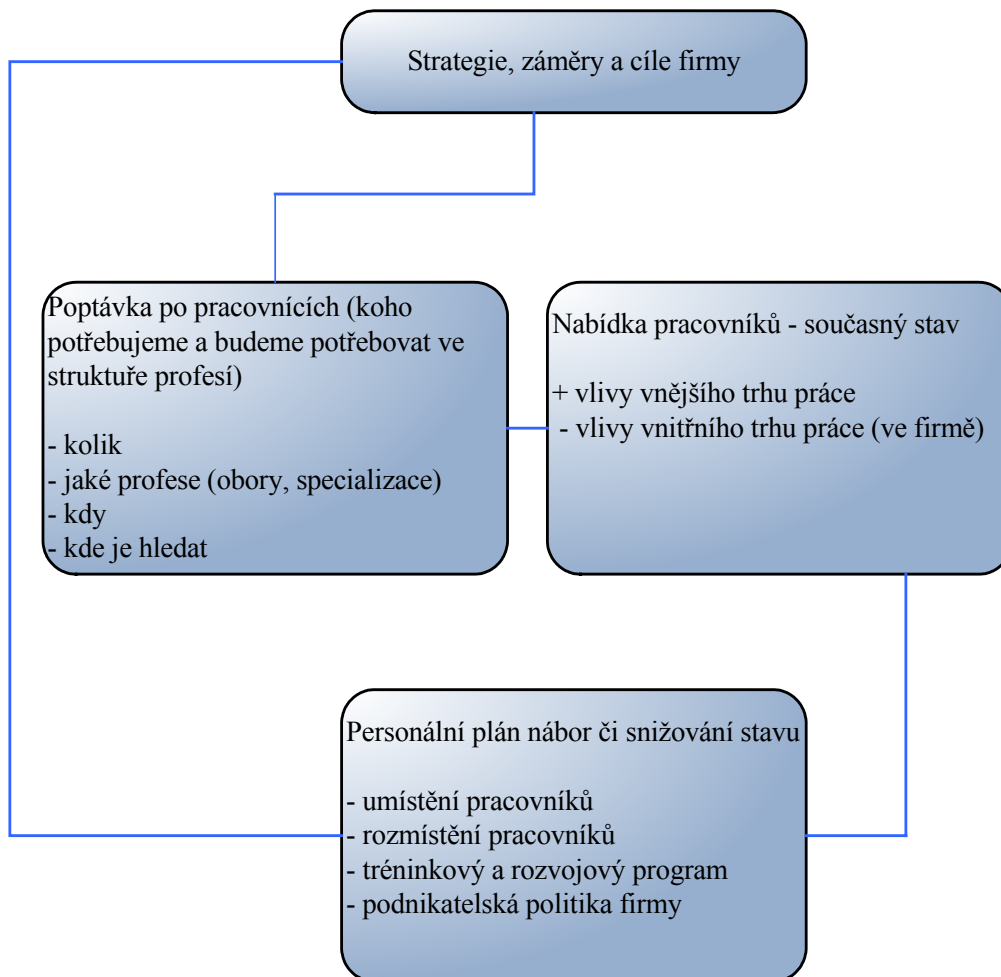 Strategie, záměry a cíle firmy
Poptávka po pracovnících (koho
potřebujeme a budeme potřebovat ve
struktuře profesí)
- kolik
- jaké profese (obory, specializace)
- kdy
- kde je hledat
Nabídka pracovníků - současný stav
+ vlivy vnějšího trhu práce
- vlivy vnitřního trhu práce (ve firmě)
Personální plán nábor či snižování stavu
- umístění pracovníků
- rozmístění pracovníků
- tréninkový a rozvojový program
- podnikatelská politika firmy